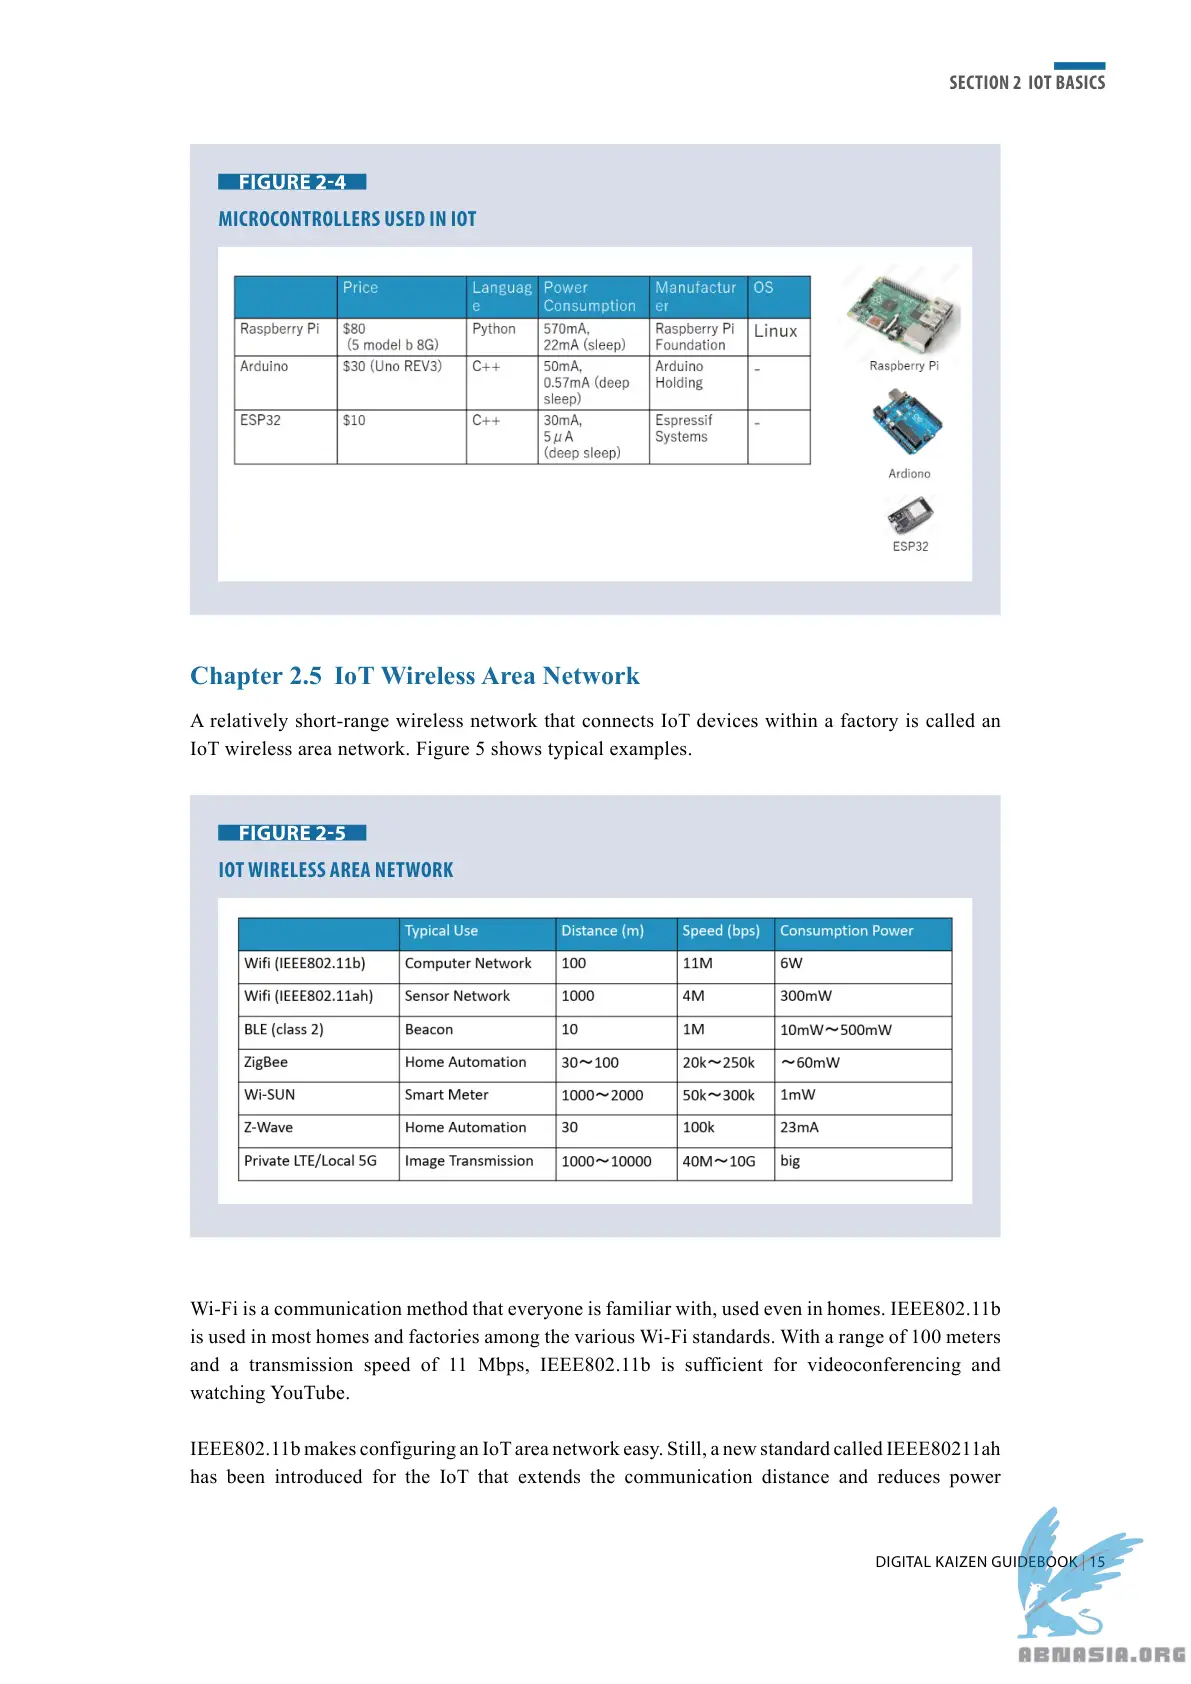 SECTION 2 IOT BASICS
FIGURE 2-4
MICROCONTROLLERS USED IN IOT
Price Languag e Power Consumption Manufactur er OS
Raspberry Pi $80 (5 model b 8G) Python 570mA, 22mA (sleep) Raspberry Pi Foundation Linux
Arduino $30 (Uno REV3) C++ 50mA, 0.57mA (deep sleep) Arduino Holding -
ESP32 $10 C++ 30mA, 5μA (deep sleep) Espressif Systems -
Raspberry Pi
Ardiono
ESP32
Chapter 2.5 IoT Wireless Area Network
A relatively short-range wireless network that connects IoT devices within a factory is called an
IoT wireless area network. Figure 5 shows typical examples.
FIGURE 2-5
IOT WIRELESS AREA NETWORK
Typical Use Distance (m) Speed (bps) Consumption Power
Wifi (IEEE802.11b) Computer Network 100 11M 6W
Wifi (IEEE802.11ah) Sensor Network 1000 4M 300mW
BLE (class 2) Beacon 10 1M 10mW～500mW
ZigBee Home Automation 30～100 20k～250k ～60mW
Wi-SUN Smart Meter 1000～2000 50k～300k 1mW
Z-Wave Home Automation 30 100k 23mA
Private LTE/Local 5G Image Transmission 1000～10000 40M～10G big
Wi-Fi is a communication method that everyone is familiar with, used even in homes. IEEE802.11b
is used in most homes and factories among the various Wi-Fi standards. With a range of 100 meters
and a transmission speed of 11 Mbps, IEEE802.11b is sufficient for videoconferencing and
watching YouTube.
IEEE802.11b makes configuring an IoT area network easy. Still, a new standard called IEEE80211ah
has been introduced for the IoT that extends the communication distance and reduces power
DIGITAL KAIZEN GUIDEBOOK | 15
ABNASIA.ORG